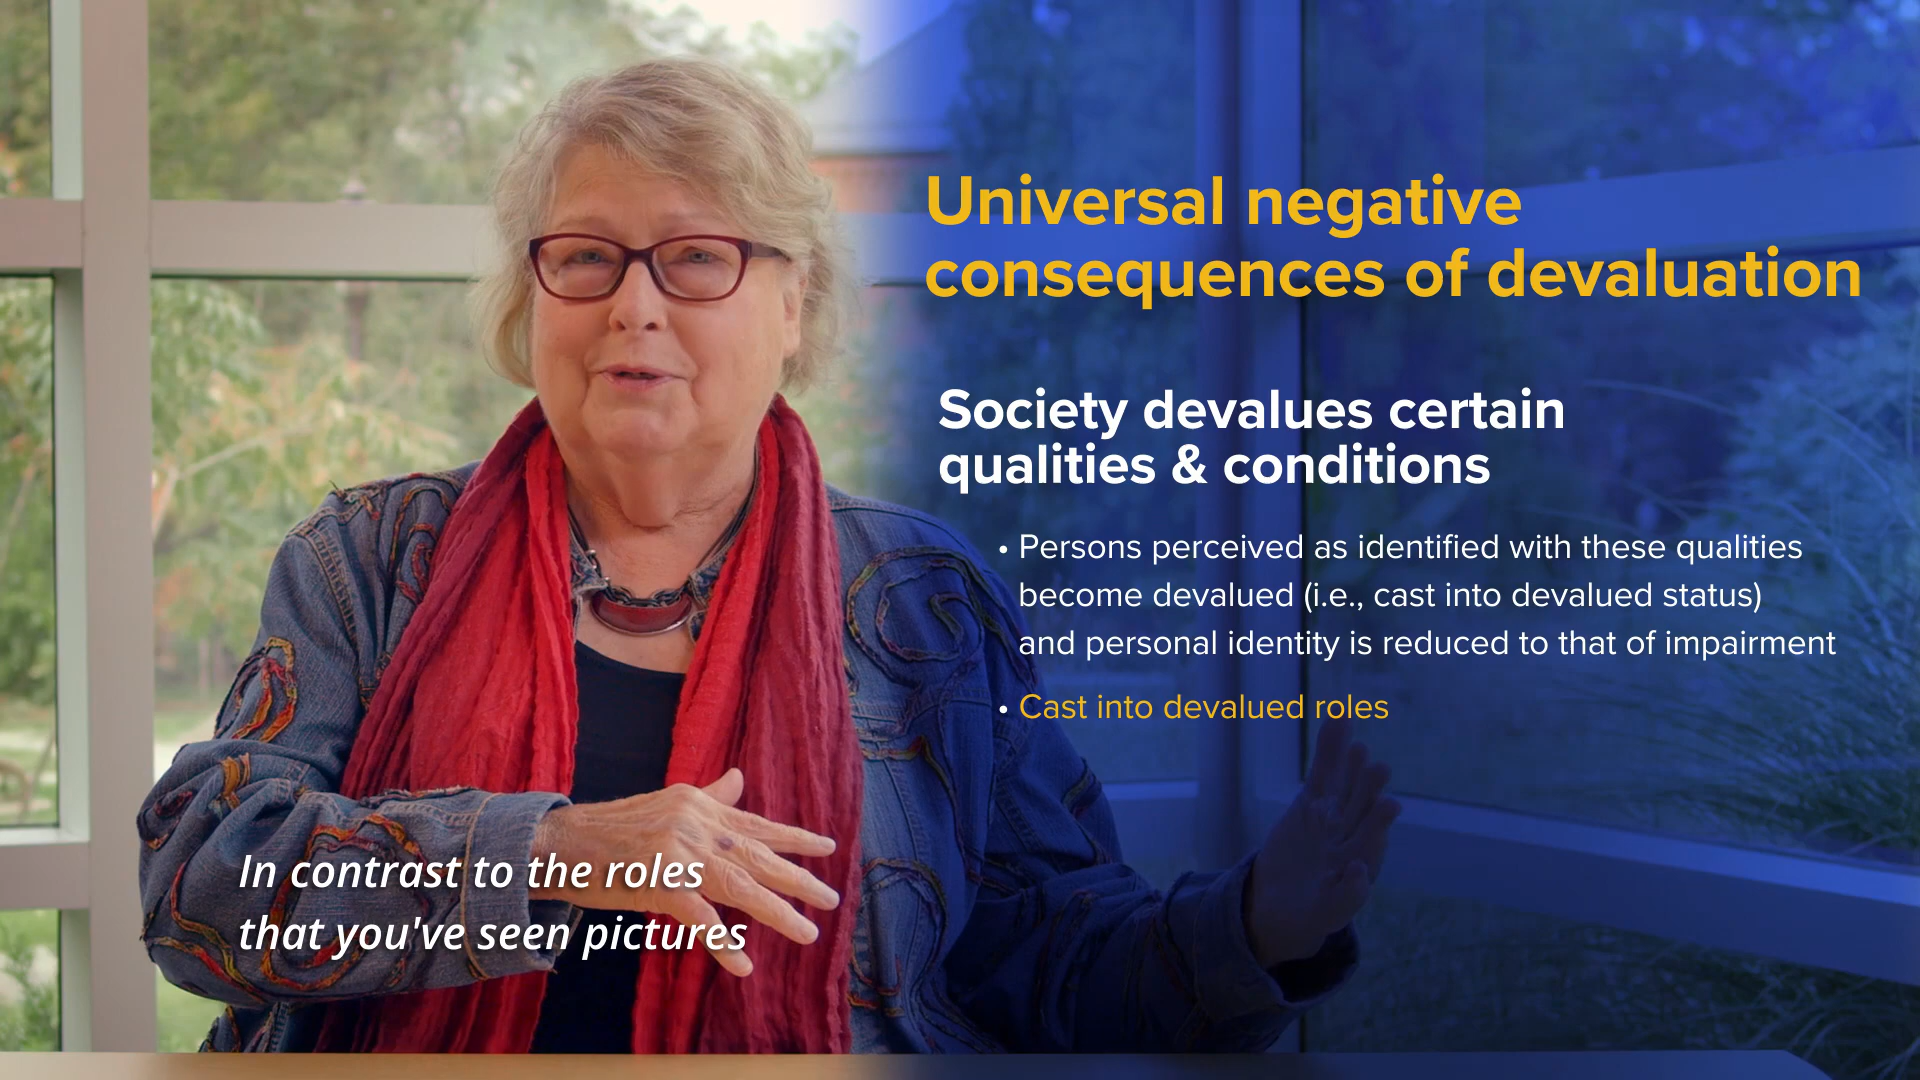 Universal negative
consequences of devaluation
Society devalues certain
qualities & conditions
• Persons perceived as identified with these qualities
become devalued (i.e., cast into devalued status)
and personal identity is reduced to that of impairment
• Cast into devalued roles
In contrast to the roles
that you've seen pictures